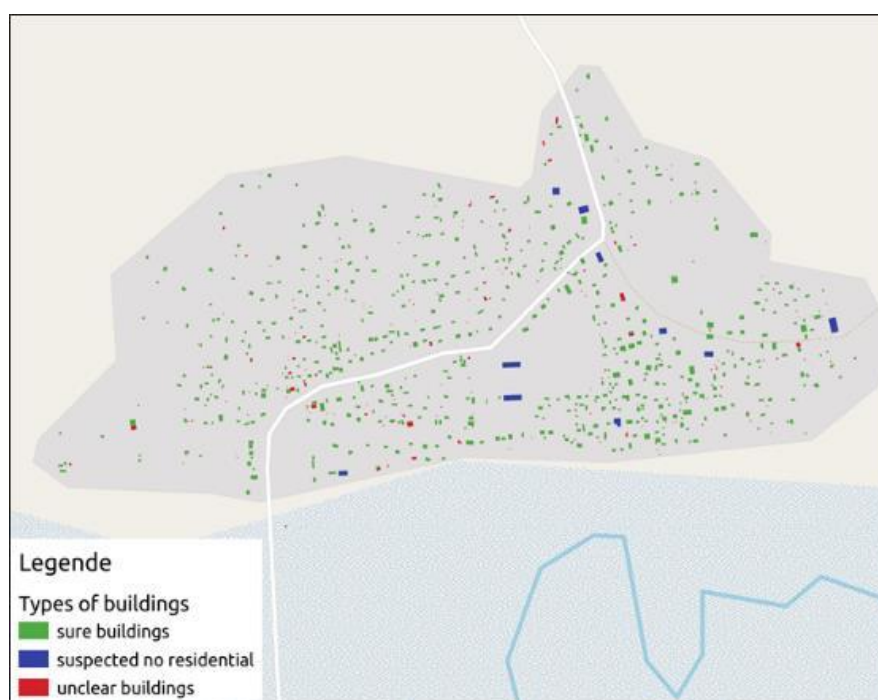 Legende
Types of buildings
sure buildings
suspected no residential
unclear buildings